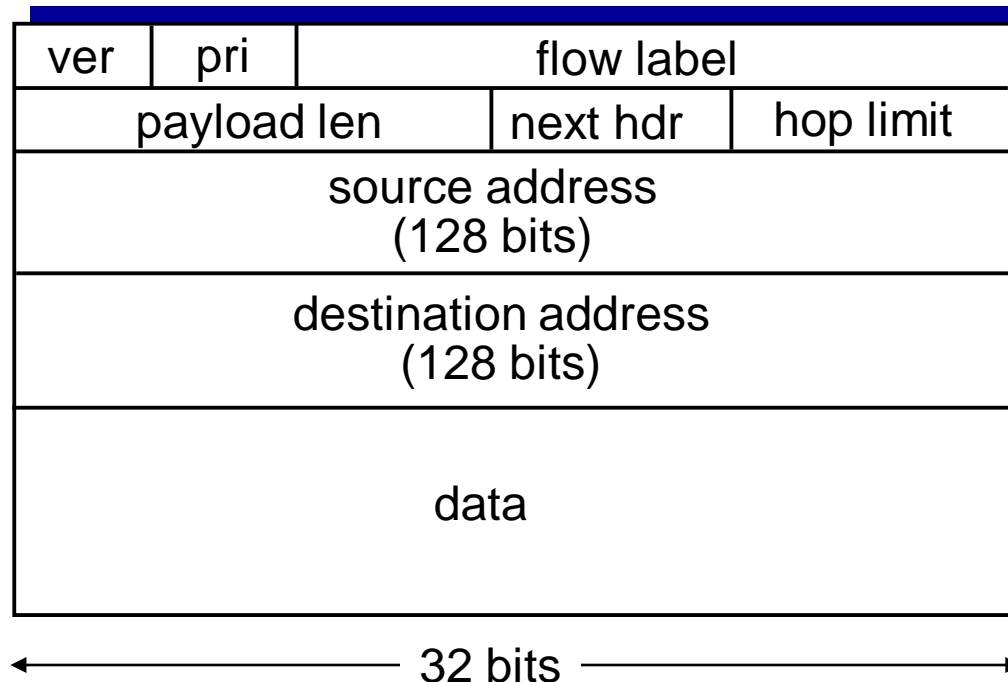 ver pri flow label
payload len next hdr hop limit
source address
(128 bits)
destination address
(128 bits)
data
32 bits